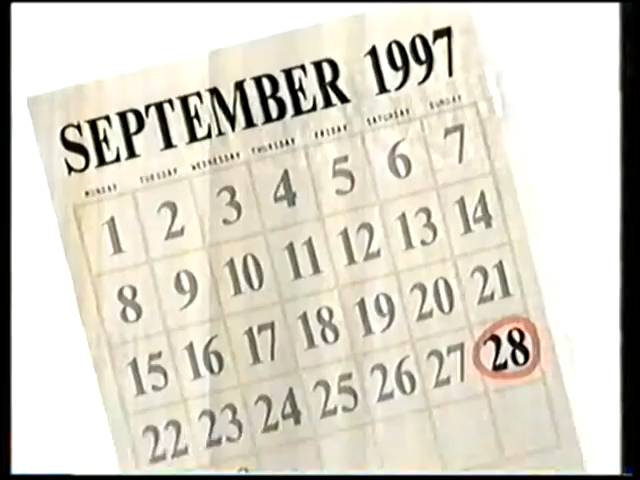 SEPTEMBER 1997
MONDAY TUESDAY WEDNESDAY THURSDAY FRIDAY SATURDAY SUNDAY
1 2 3 4 5 6 7
8 9 10 11 12 13 14
15 16 17 18 19 20 21
22 23 24 25 26 27 28